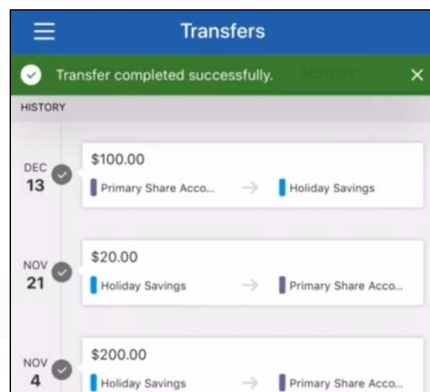 Transfers
Transfer completed successfully.
ACTIVITY
HISTORY
DEC
13
$100.00
Primary Share Acco...
Holiday Savings
NOV
21
$20.00
Holiday Savings
Primary Share Acco...
NOV
4
$200.00
Holiday Savings
Primary Share Acco...